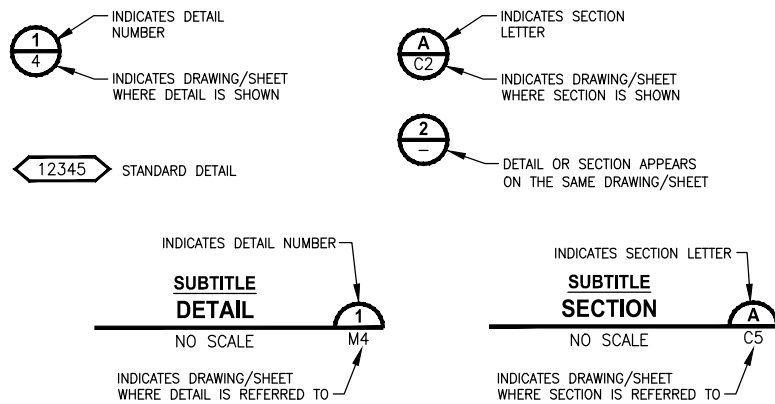 INDICATES DETAIL
NUMBER
1
4
INDICATES DRAWING/SHEET
WHERE DETAIL IS SHOWN
INDICATES SECTION
LETTER
A
C2
INDICATES DRAWING/SHEET
WHERE SECTION IS SHOWN
12345
STANDARD DETAIL
2
–
DETAIL OR SECTION APPEARS
ON THE SAME DRAWING/SHEET
INDICATES DETAIL NUMBER
SUBTITLE
DETAIL
1
NO SCALE
M4
INDICATES DRAWING/SHEET
WHERE DETAIL IS REFERRED TO
INDICATES SECTION LETTER
SUBTITLE
SECTION
A
NO SCALE
C5
INDICATES DRAWING/SHEET
WHERE SECTION IS REFERRED TO